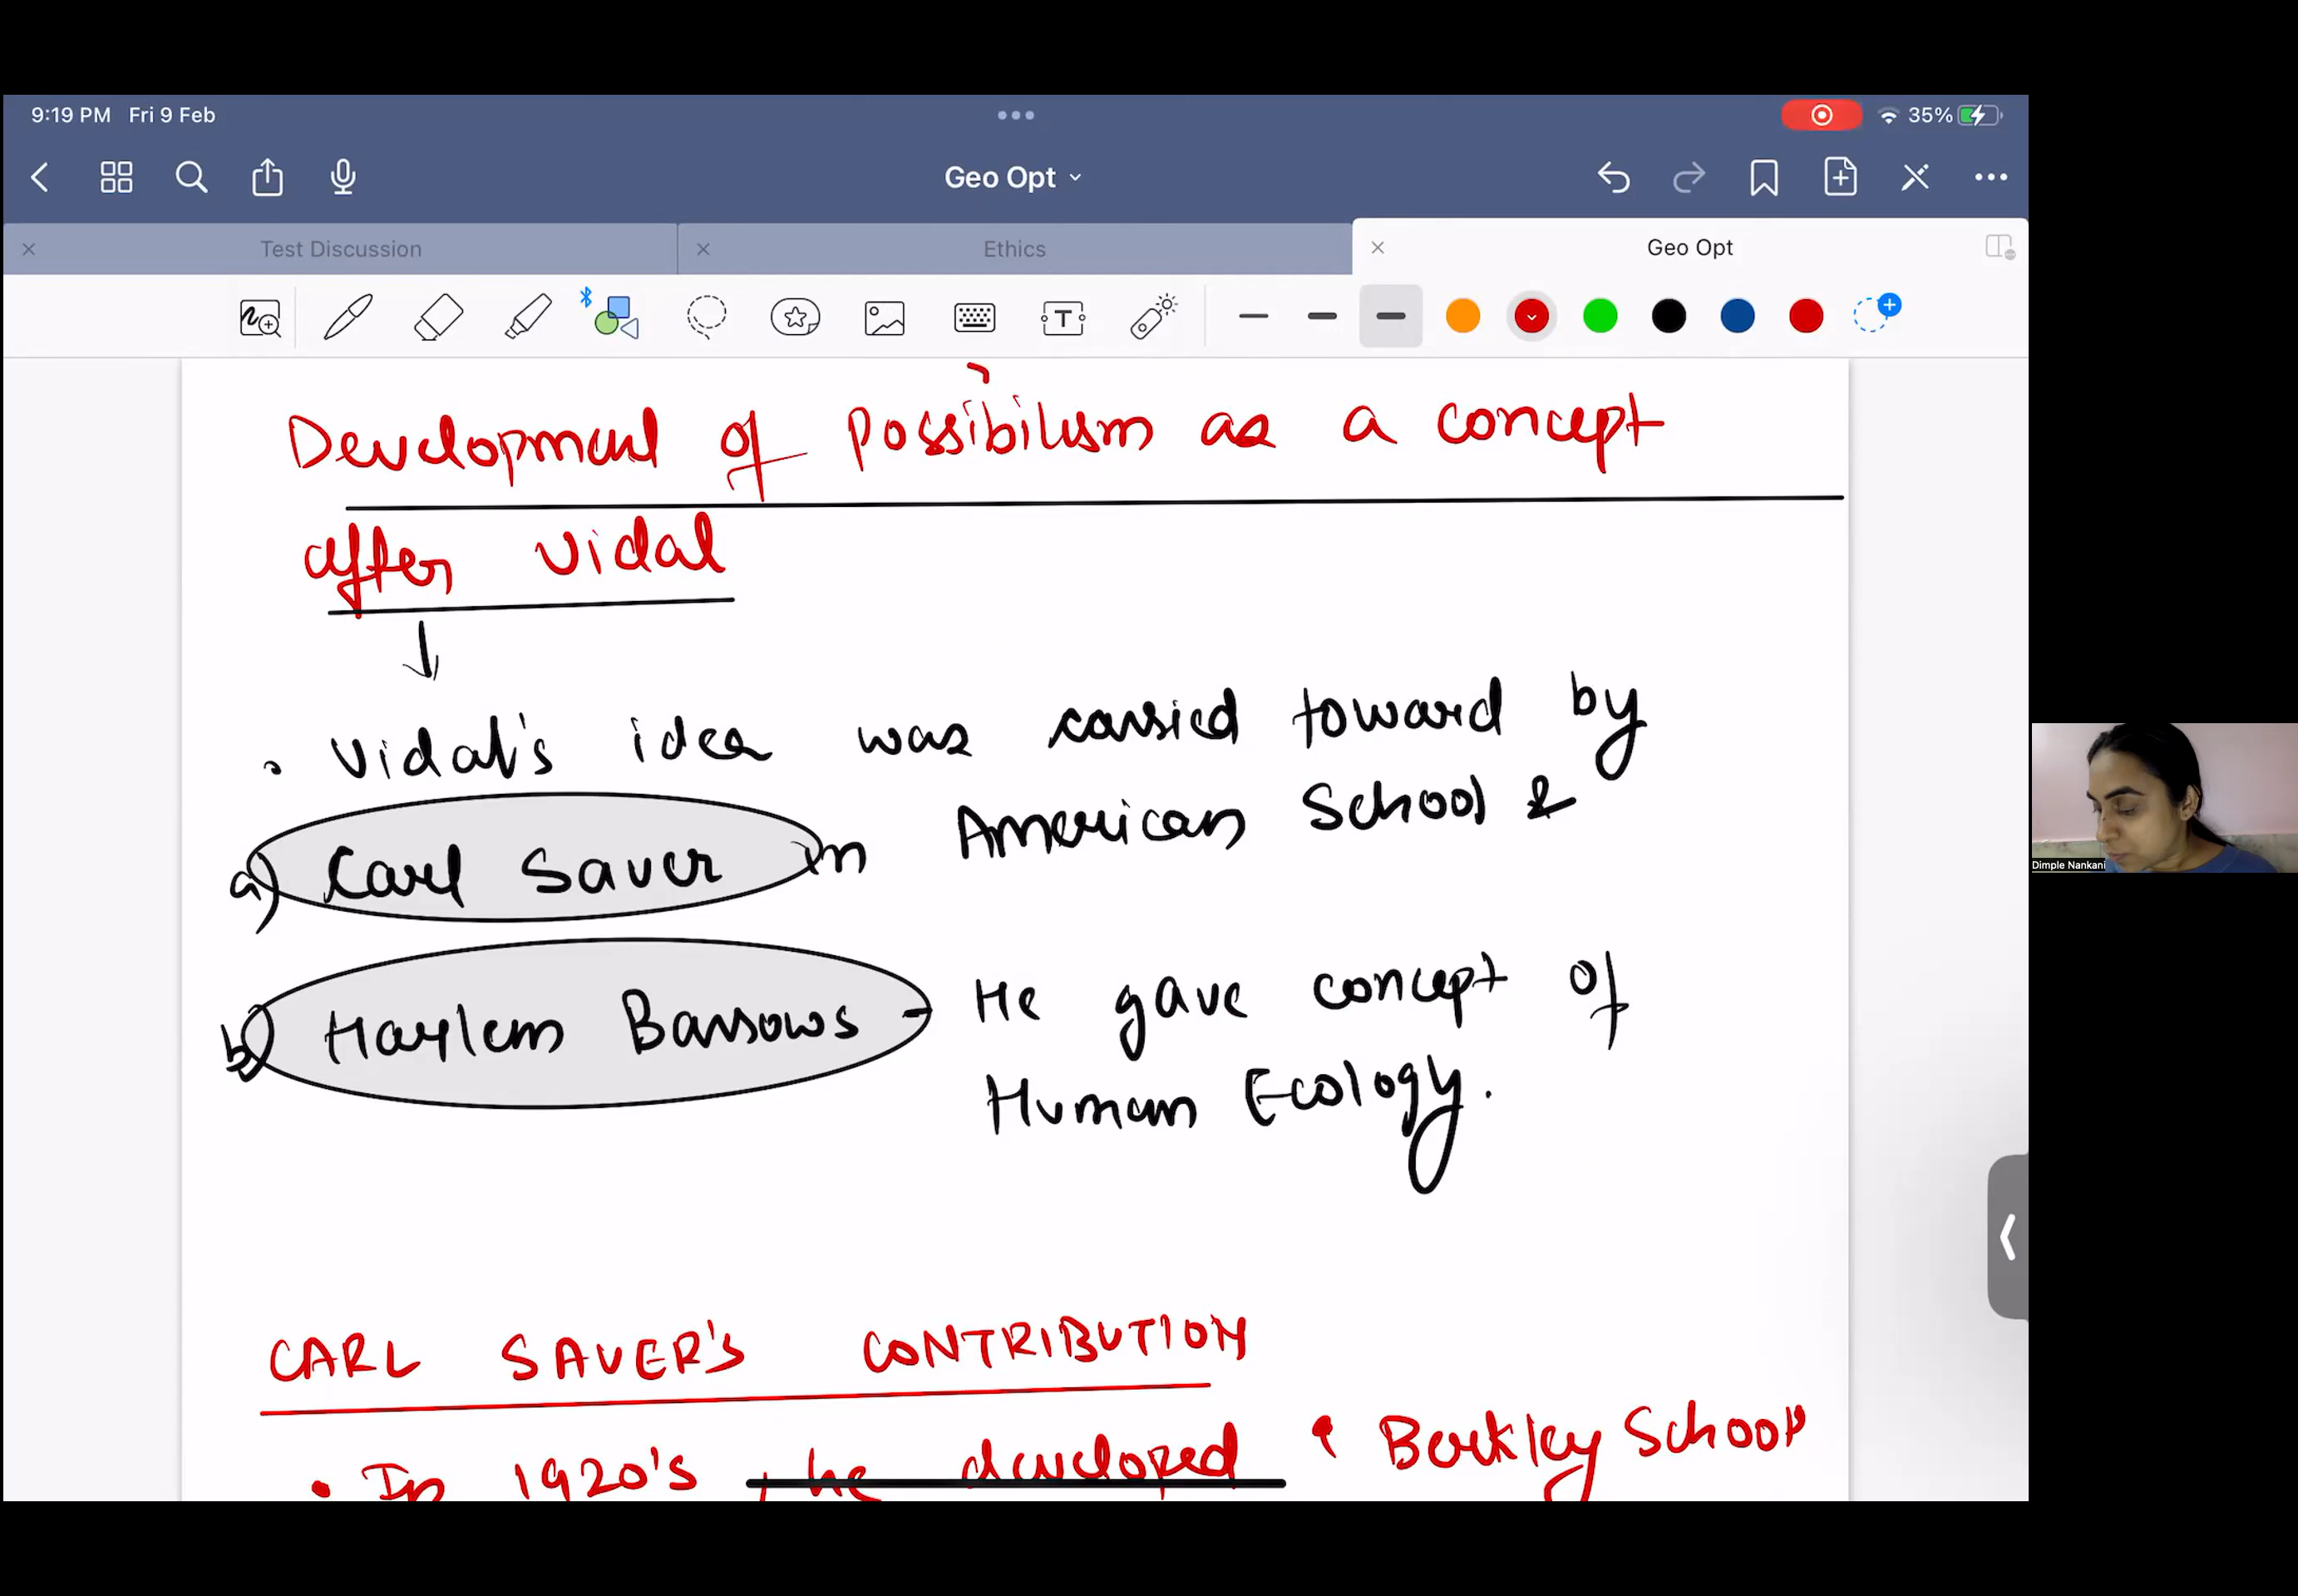 9:19 PM Fri 9 Feb
35%
Geo Opt
Test Discussion
Ethics
Geo Opt
T
Development of possibilism as a concept
after vidal
• Vidal's idea was carried toward by
a) Carl Sauer in American School &
b) Harlem Barrows - He gave concept of
Human Ecology.
CARL SAUER'S CONTRIBUTION
• In 1920's, he developed "Berkley School"
Dimple Nankani